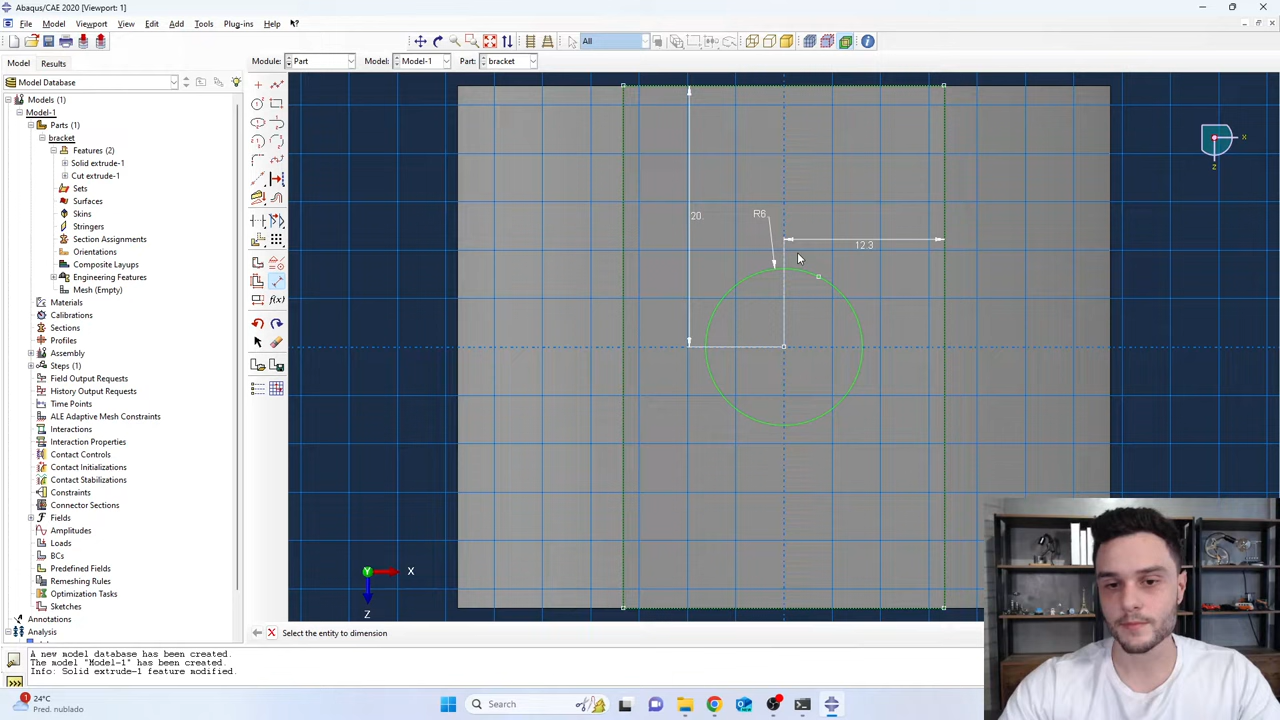 Abaqus/CAE 2020 [Viewport: 1]
File Model Viewport View Edit Add Tools Plug-ins Help
All
Model Results
Module: Part Model: Model-1 Part: bracket
Model Database
Models (1)
Model-1
Parts (1)
bracket
Features (2)
Solid extrude-1
Cut extrude-1
Sets
Surfaces
Skins
Stringers
Section Assignments
Orientations
Composite Layups
Engineering Features
Mesh (Empty)
Materials
Calibrations
Sections
Profiles
Assembly
Steps (1)
Field Output Requests
History Output Requests
Time Points
ALE Adaptive Mesh Constraints
Interactions
Interaction Properties
Contact Controls
Contact Initializations
Contact Stabilizations
Constraints
Connector Sections
Fields
Amplitudes
Loads
BCs
Predefined Fields
Remeshing Rules
Optimization Tasks
Sketches
Annotations
Analysis
f(x)
20.
R6
12.3
X
Z
Y
X
Z
Select the entity to dimension
A new model database has been created.
The model "Model-1" has been created.
Info: Solid extrude-1 feature modified.
1
24°C
Pred. nublado
Search